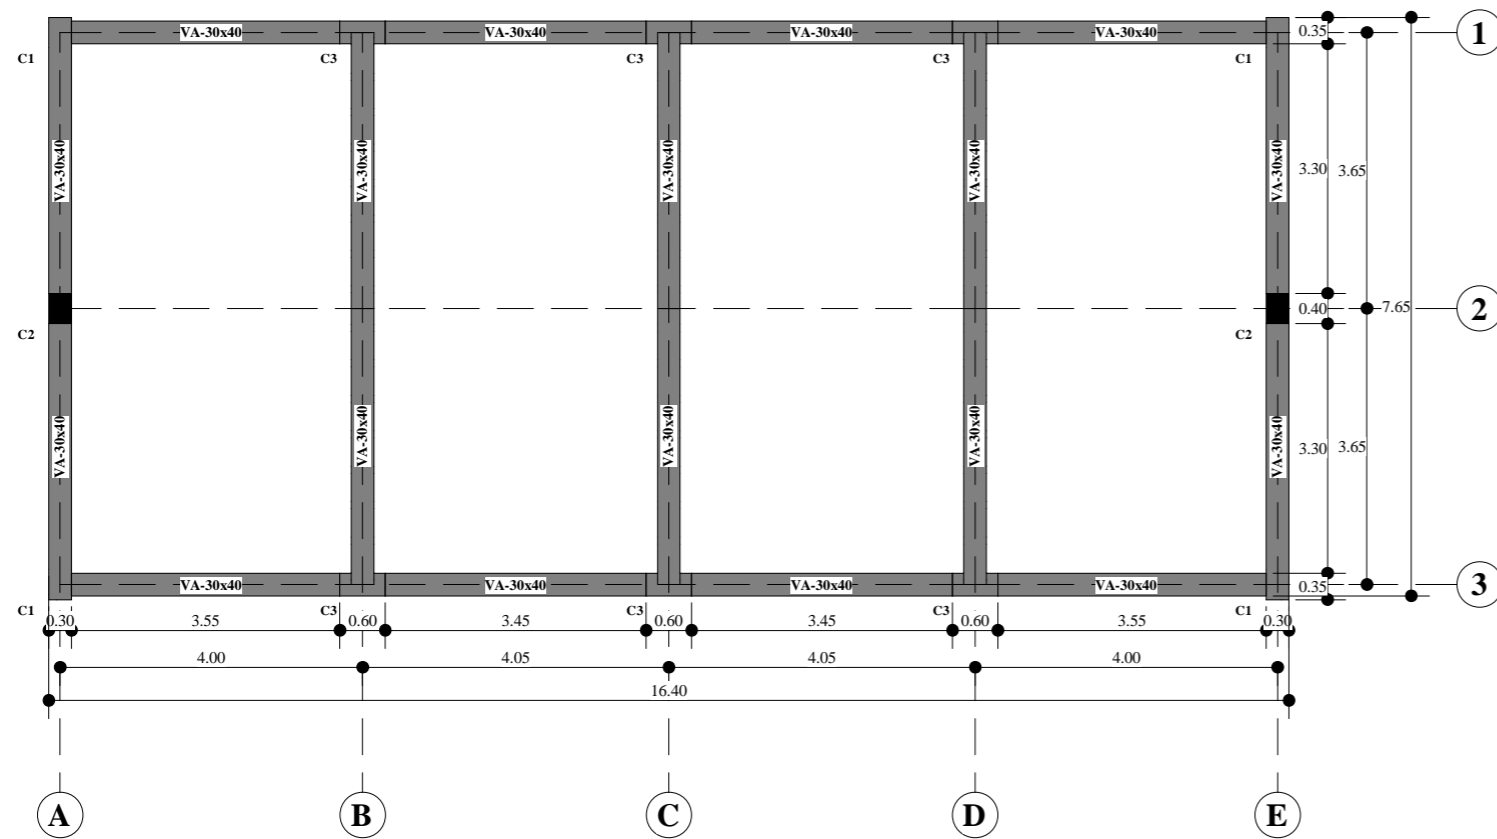 VA-30x40 VA-30x40 VA-30x40 VA-30x40 0.35 1
C1 C3 C3 C3 C1
VA-30x40 VA-30x40 VA-30x40 VA-30x40 VA-30x40 3.30 3.65
0.40 7.65 2
C2 C2
VA-30x40 VA-30x40 VA-30x40 VA-30x40 VA-30x40 3.30 3.65
VA-30x40 VA-30x40 VA-30x40 VA-30x40 0.35 3
C1 C3 C3 C3 C1
0.30 3.55 0.60 3.45 0.60 3.45 0.60 3.55 0.30
4.00 4.05 4.05 4.00
16.40
A B C D E